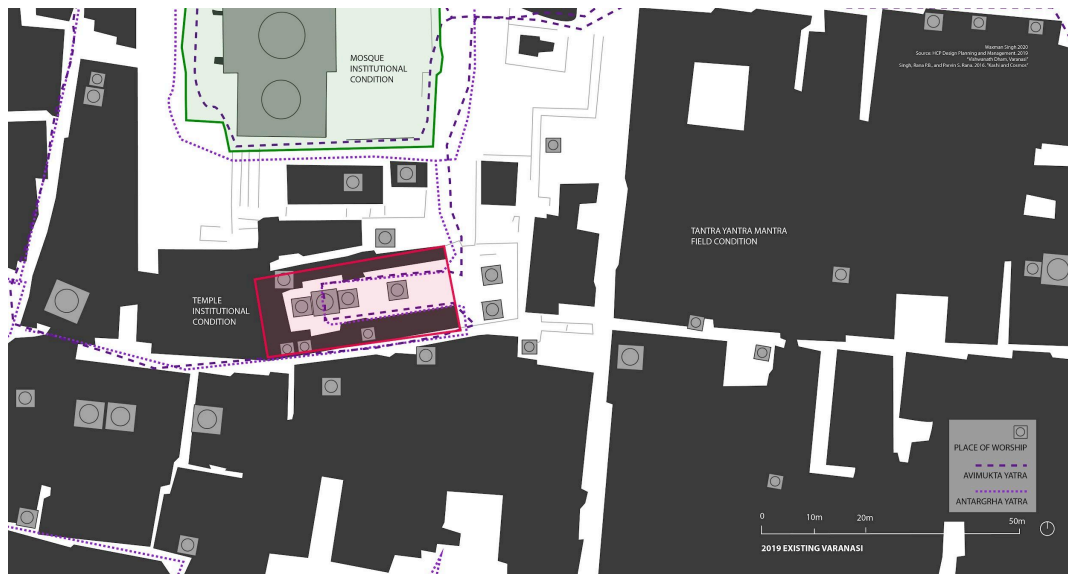 MOSQUE
INSTITUTIONAL
CONDITION
Waxman Singh 2020
Source: HCP Design Planning and Management. 2019
"Vishwanath Dham, Varanasi"
Singh, Rana P.B., and Pravin S. Rana. 2016. "Kashi and Cosmos"
TANTRA YANTRA MANTRA
FIELD CONDITION
TEMPLE
INSTITUTIONAL
CONDITION
PLACE OF WORSHIP
AVIMUKTA YATRA
ANTARGRHA YATRA
0 10m 20m 50m
2019 EXISTING VARANASI